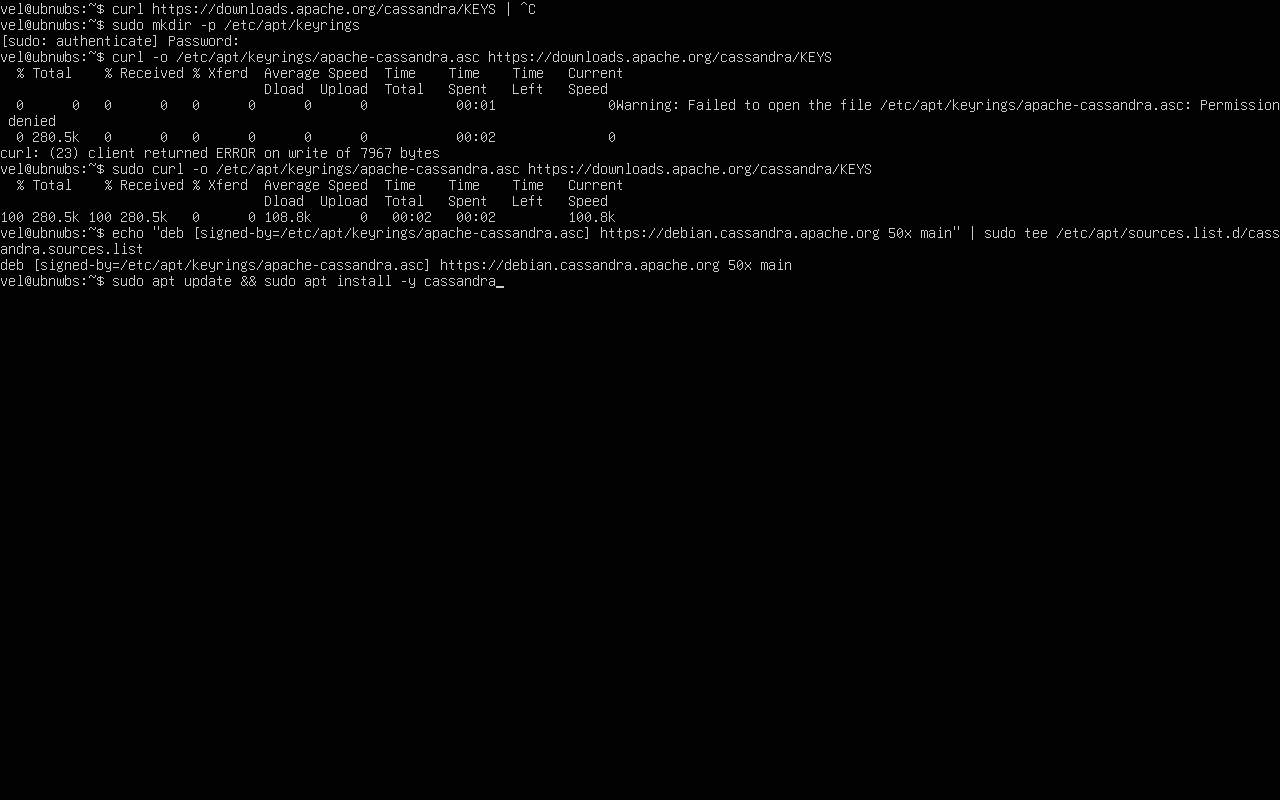 vel@ubnwbs:~$ curl https://downloads.apache.org/cassandra/KEYS | ^C
vel@ubnwbs:~$ sudo mkdir -p /etc/apt/keyrings
[sudo: authenticate] Password:
vel@ubnwbs:~$ curl -o /etc/apt/keyrings/apache-cassandra.asc https://downloads.apache.org/cassandra/KEYS
  % Total    % Received % Xferd  Average Speed  Time    Time    Time   Current
                                 Dload  Upload  Total   Spent   Left   Speed
  0      0   0      0   0      0      0      0           00:01              0Warning: Failed to open the file /etc/apt/keyrings/apache-cassandra.asc: Permission
 denied
  0 280.5k   0      0   0      0      0      0           00:02              0
curl: (23) client returned ERROR on write of 7967 bytes
vel@ubnwbs:~$ sudo curl -o /etc/apt/keyrings/apache-cassandra.asc https://downloads.apache.org/cassandra/KEYS
  % Total    % Received % Xferd  Average Speed  Time    Time    Time   Current
                                 Dload  Upload  Total   Spent   Left   Speed
100 280.5k 100 280.5k   0      0 108.8k      0   00:02   00:02         100.8k
vel@ubnwbs:~$ echo "deb [signed-by=/etc/apt/keyrings/apache-cassandra.asc] https://debian.cassandra.apache.org 50x main" | sudo tee /etc/apt/sources.list.d/cass
andra.sources.list
deb [signed-by=/etc/apt/keyrings/apache-cassandra.asc] https://debian.cassandra.apache.org 50x main
vel@ubnwbs:~$ sudo apt update && sudo apt install -y cassandra_